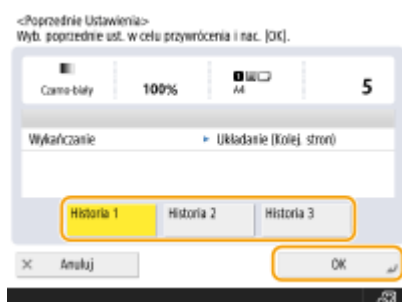 <Poprzednie Ustawienia>
Wyb. poprzednie ust. w celu przywrócenia i nac. [OK].
1
Czarno-biały 100% A4 5
Wykańczanie ▸ Układanie (Kolej. stron)
Historia 1 Historia 2 Historia 3
× Anuluj OK